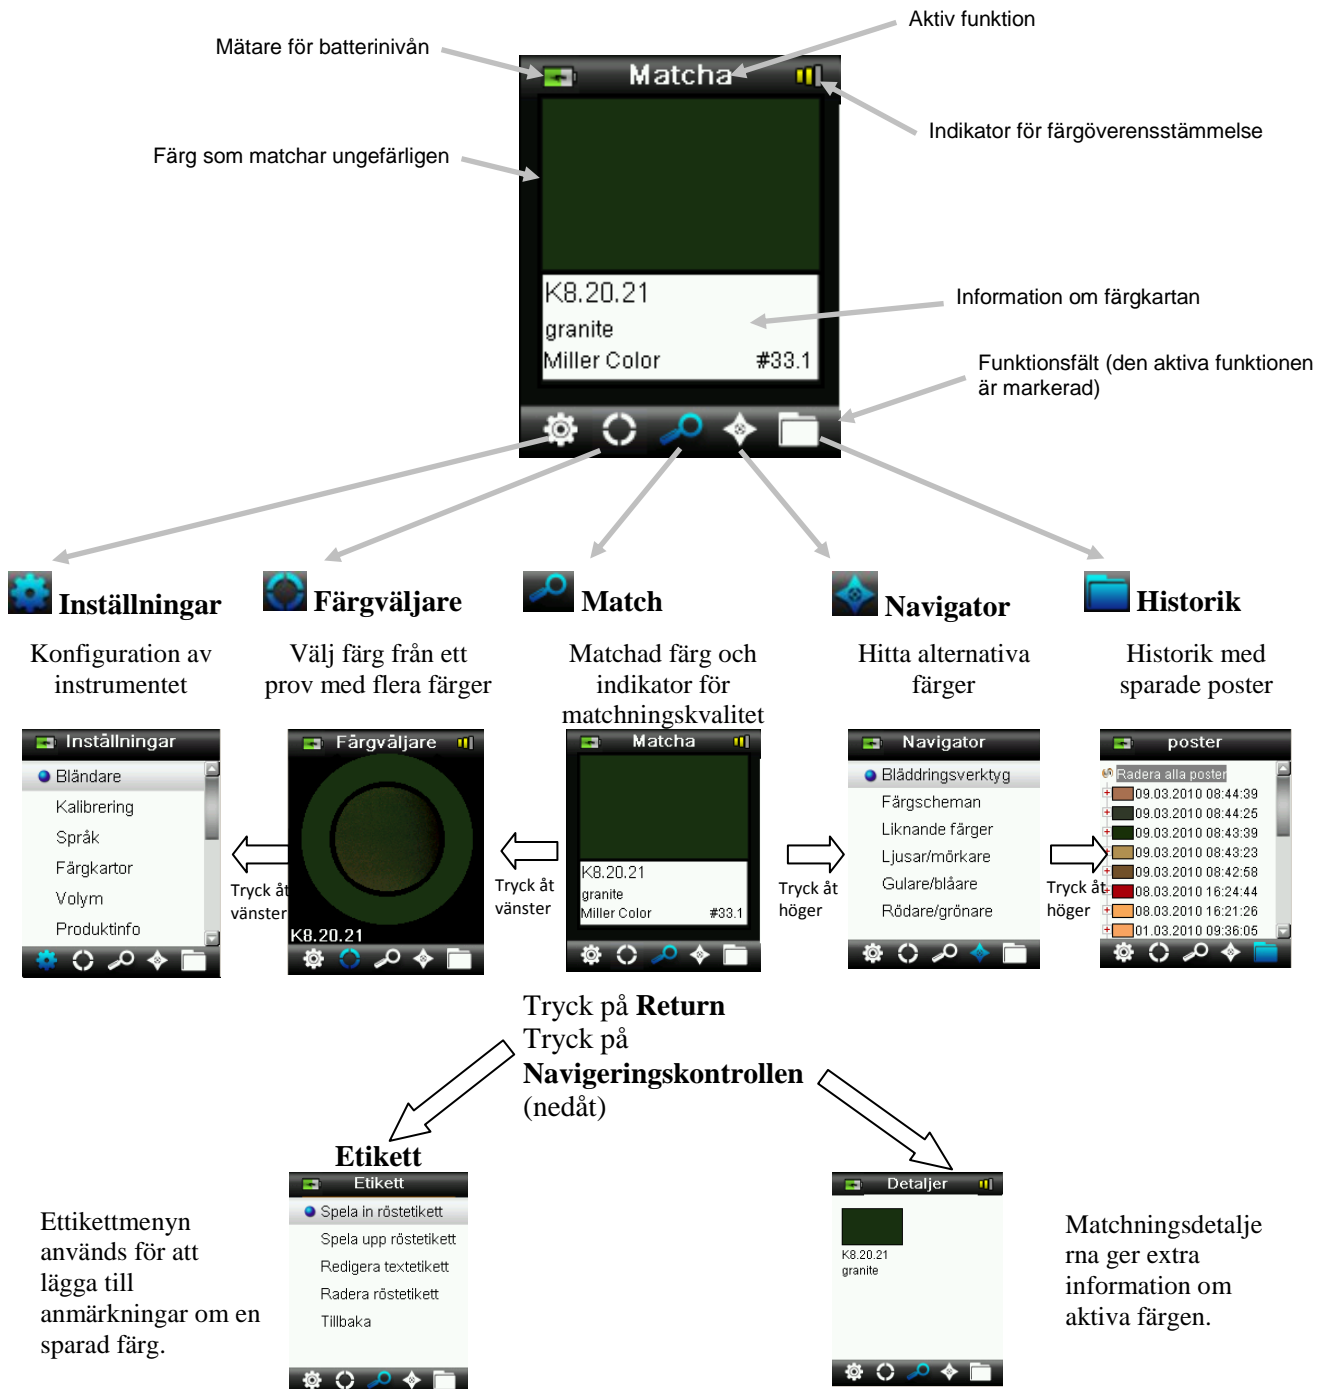 Aktiv funktion
Mätare för batterinivån
Matcha
Indikator för färgöverensstämmelse
Färg som matchar ungefärligen
K8.20.21
granite
Miller Color #33.1
Information om färgkartan
Funktionsfält (den aktiva funktionen
är markerad)
Inställningar
Färgväljare
Match
Navigator
Historik
Konfiguration av
instrumentet
Välj färg från ett
prov med flera färger
Matchad färg och
indikator för
matchningskvalitet
Hitta alternativa
färger
Historik med
sparade poster
Inställningar
Bländare
Kalibrering
Språk
Färgkartor
Volym
Produktinfo
Tryck åt
vänster
Färgväljare
K8.20.21
Tryck åt
vänster
Matcha
K8.20.21
granite
Miller Color #33.1
Tryck åt
höger
Navigator
Bläddringsverktyg
Färgscheman
Liknande färger
Ljusar/mörkare
Gulare/blåare
Rödare/grönare
Tryck åt
höger
poster
Radera alla poster
09.03.2010 08:44:39
09.03.2010 08:44:25
09.03.2010 08:43:39
09.03.2010 08:43:23
09.03.2010 08:42:58
08.03.2010 16:24:44
08.03.2010 16:21:26
01.03.2010 09:36:05
Tryck på Return
Tryck på
Navigeringskontrollen
(nedåt)
Etikett
Etikett
Spela in röstetikett
Spela upp röstetikett
Redigera textetikett
Radera röstetikett
Tillbaka
Ettikettmenyn
används för att
lägga till
anmärkningar om en
sparad färg.
Detaljer
K8.20.21
granite
Matchningsdetalje
rna ger extra
information om
aktiva färgen.